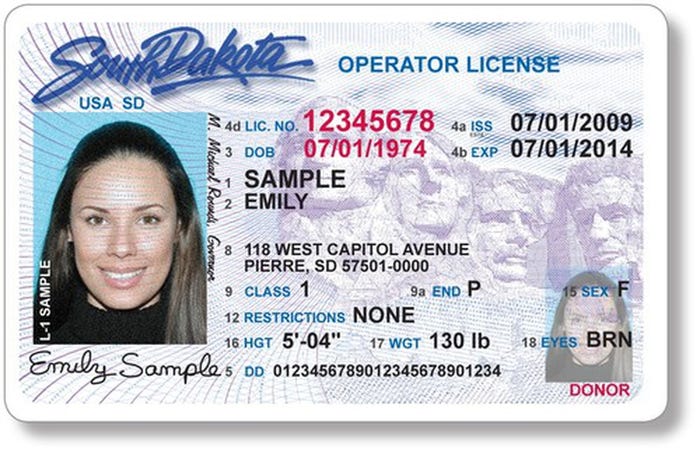 South Dakota
OPERATOR LICENSE
USA SD
4d LIC. NO. 12345678 4a ISS 07/01/2009
3 DOB 07/01/1974 4b EXP 07/01/2014
1 SAMPLE
2 EMILY
8 118 WEST CAPITOL AVENUE
PIERRE, SD 57501-0000
9 CLASS 1 9a END P 15 SEX F
12 RESTRICTIONS NONE
16 HGT 5'-04" 17 WGT 130 lb 18 EYES BRN
5 DD 0123456789012345678901234
DONOR
L-1 SAMPLE
M. Michael Rounds, Governor
Emily Sample